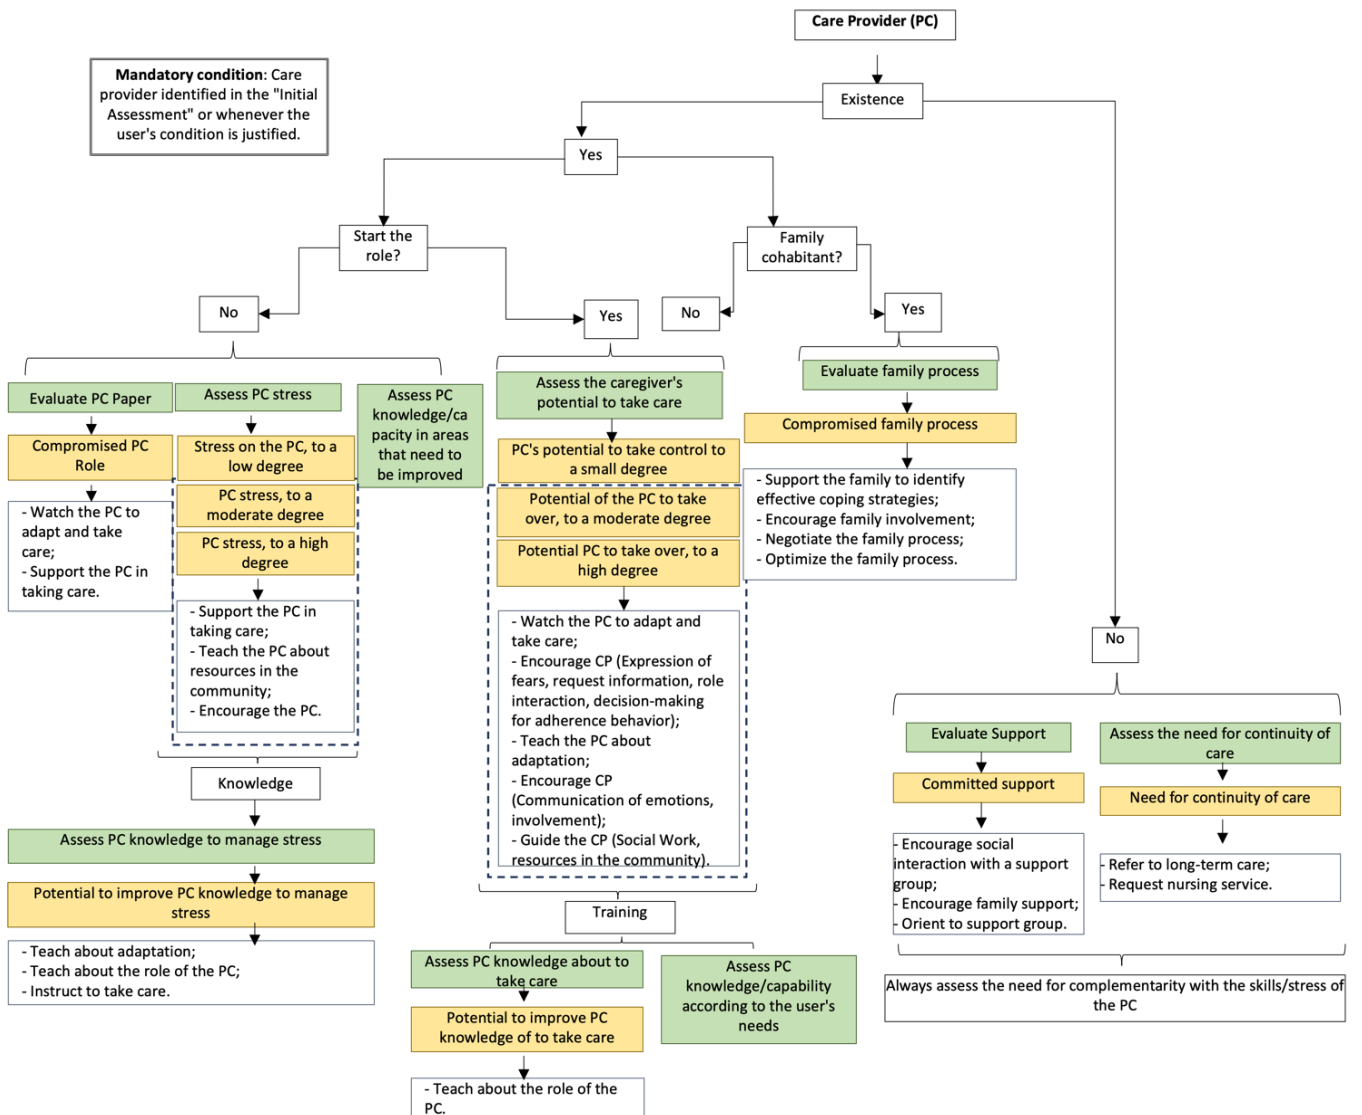 Care Provider (PC)
Mandatory condition: Care
provider identified in the "Initial
Assessment" or whenever the
user's condition is justified.
Existence
Yes
Start the
role?
Family
cohabitant?
No
Yes
No
Yes
Evaluate PC Paper
Compromised PC
Role
- Watch the PC to
adapt and take
care;
- Support the PC in
taking care.
Assess PC stress
Stress on the PC, to a
low degree
PC stress, to a
moderate degree
PC stress, to a high
degree
- Support the PC in
taking care;
- Teach the PC about
resources in the
community;
- Encourage the PC.
Assess PC
knowledge/ca
pacity in areas
that need to
be improved
Knowledge
Assess PC knowledge to manage stress
Potential to improve PC knowledge to manage
stress
- Teach about adaptation;
- Teach about the role of the PC;
- Instruct to take care.
Assess the caregiver's
potential to take care
PC's potential to take control to
a small degree
Potential of the PC to take
over, to a moderate degree
Potential PC to take over, to a
high degree
- Watch the PC to adapt and
take care;
- Encourage CP (Expression of
fears, request information, role
interaction, decision-making
for adherence behavior);
- Teach the PC about
adaptation;
- Encourage CP
(Communication of emotions,
involvement);
- Guide the CP (Social Work,
resources in the community).
Training
Assess PC knowledge about to
take care
Potential to improve PC
knowledge of to take care
- Teach about the role of the
PC.
Assess PC
knowledge/capability
according to the user's
needs
Evaluate family process
Compromised family process
- Support the family to identify
effective coping strategies;
- Encourage family involvement;
- Negotiate the family process;
- Optimize the family process.
No
Evaluate Support
Committed support
- Encourage social
interaction with a support
group;
- Encourage family support;
- Orient to support group.
Assess the need for continuity of
care
Need for continuity of care
- Refer to long-term care;
- Request nursing service.
Always assess the need for complementarity with the skills/stress of
the PC